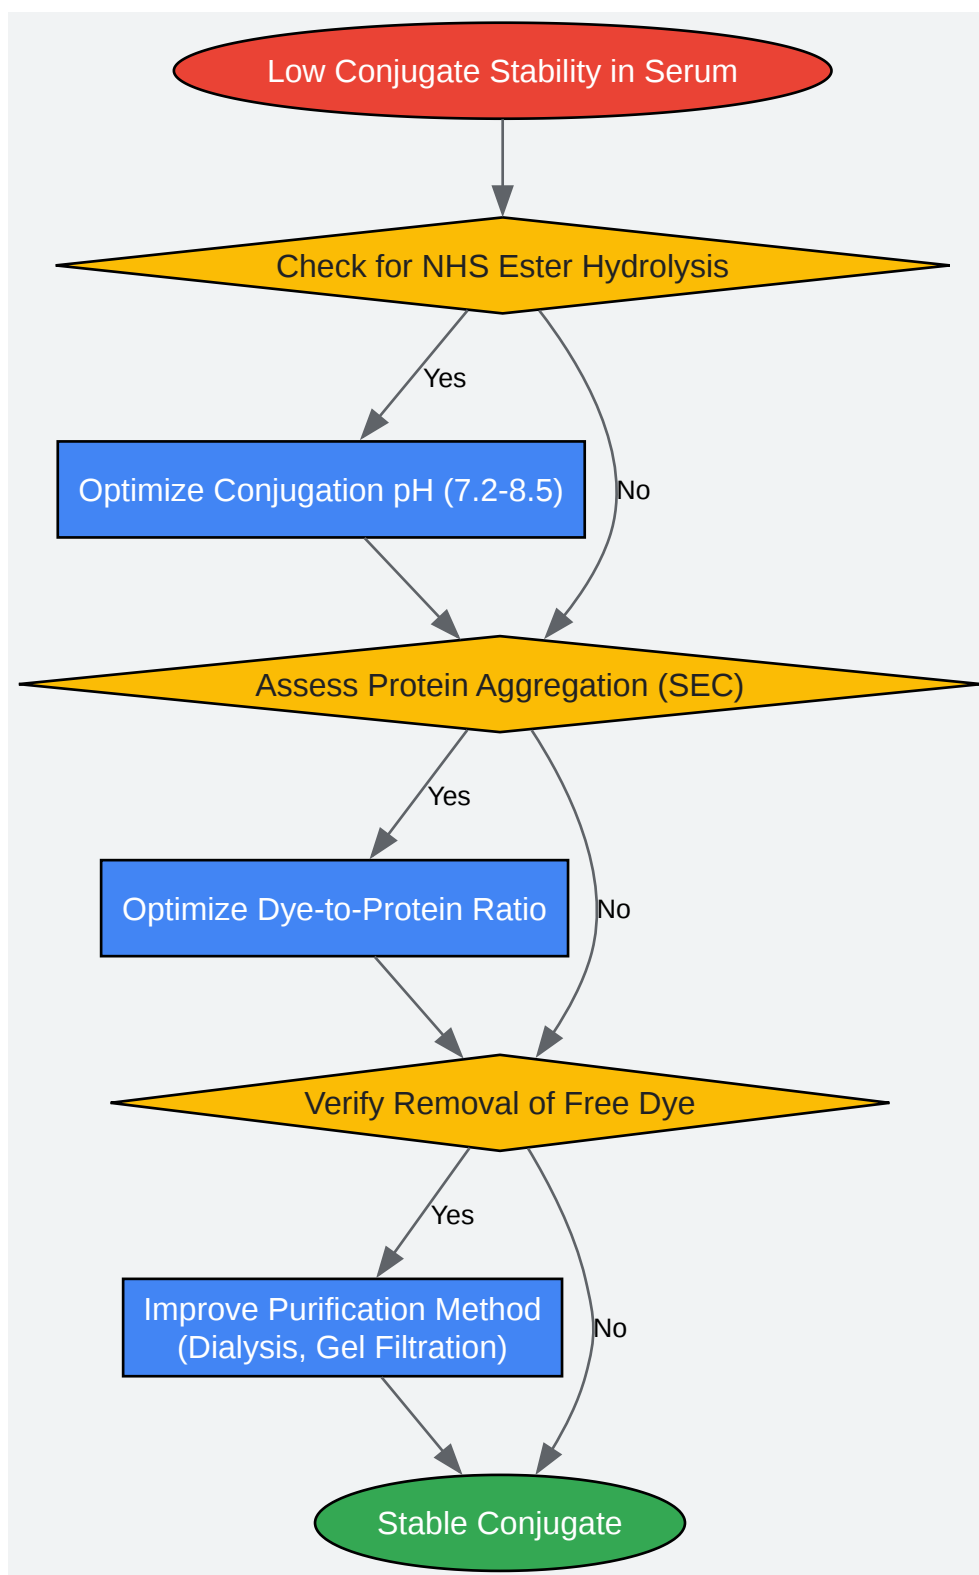 Low Conjugate Stability in Serum
Check for NHS Ester Hydrolysis
Yes
Optimize Conjugation pH (7.2-8.5)
No
Assess Protein Aggregation (SEC)
Yes
Optimize Dye-to-Protein Ratio
No
Verify Removal of Free Dye
Yes
Improve Purification Method
(Dialysis, Gel Filtration)
No
Stable Conjugate